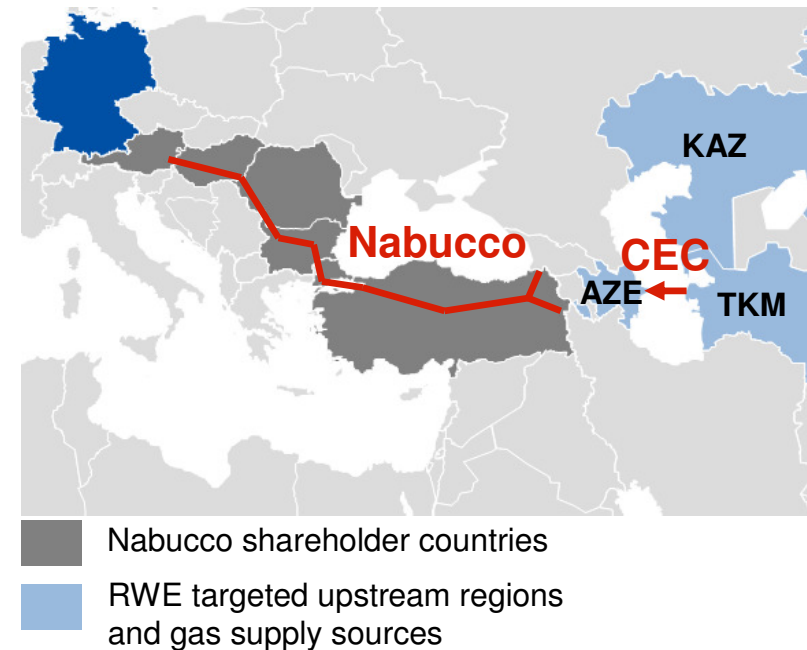 KAZ
Nabucco
CEC
AZE
TKM
Nabucco shareholder countries
RWE targeted upstream regions
and gas supply sources